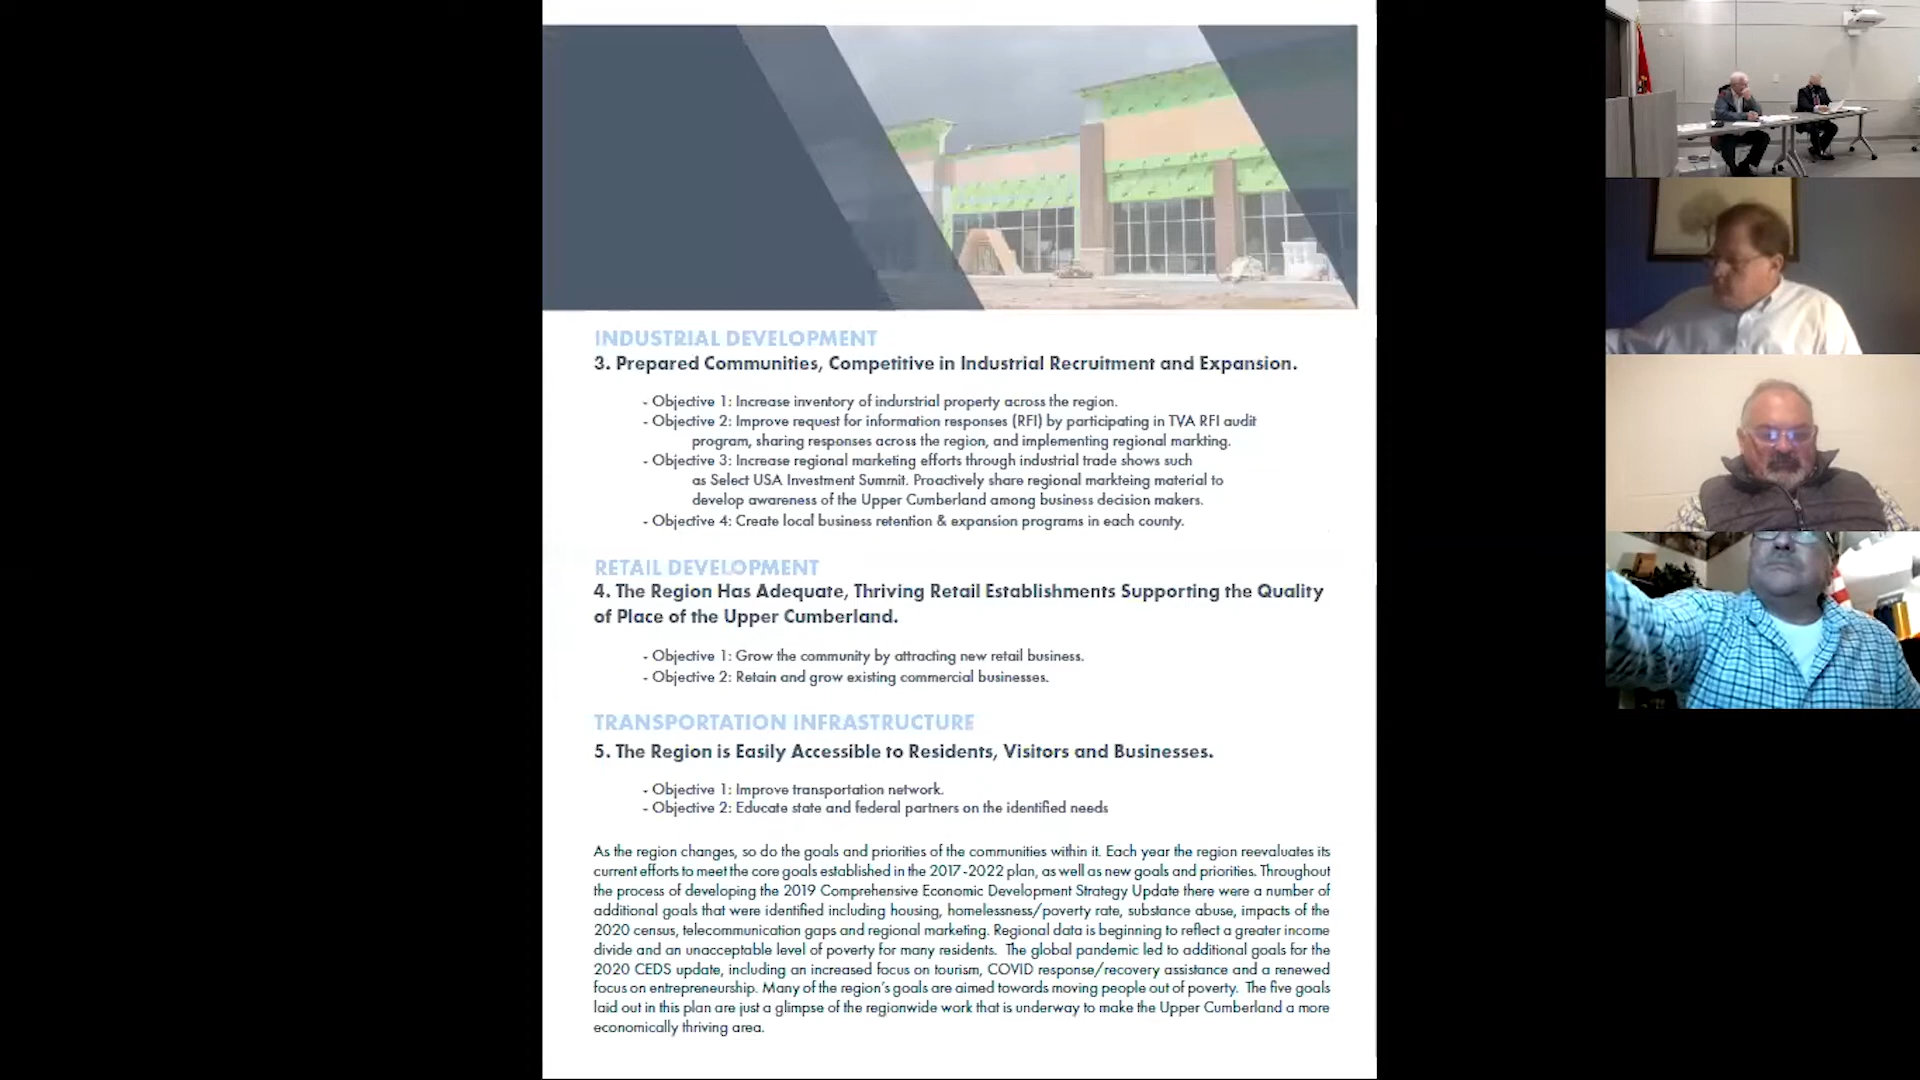 INDUSTRIAL DEVELOPMENT
3. Prepared Communities, Competitive in Industrial Recruitment and Expansion.
- Objective 1: Increase inventory of indurstrial property across the region.
- Objective 2: Improve request for information responses (RFI) by participating in TVA RFI audit
program, sharing responses across the region, and implementing regional markting.
- Objective 3: Increase regional marketing efforts through industrial trade shows such
as Select USA Investment Summit. Proactively share regional markteing material to
develop awareness of the Upper Cumberland among business decision makers.
- Objective 4: Create local business retention & expansion programs in each county.
RETAIL DEVELOPMENT
4. The Region Has Adequate, Thriving Retail Establishments Supporting the Quality
of Place of the Upper Cumberland.
- Objective 1: Grow the community by attracting new retail business.
- Objective 2: Retain and grow existing commercial businesses.
TRANSPORTATION INFRASTRUCTURE
5. The Region is Easily Accessible to Residents, Visitors and Businesses.
- Objective 1: Improve transportation network.
- Objective 2: Educate state and federal partners on the identified needs
As the region changes, so do the goals and priorities of the communities within it. Each year the region reevaluates its
current efforts to meet the core goals established in the 2017-2022 plan, as well as new goals and priorities. Throughout
the process of developing the 2019 Comprehensive Economic Development Strategy Update there were a number of
additional goals that were identified including housing, homelessness/poverty rate, substance abuse, impacts of the
2020 census, telecommunication gaps and regional marketing. Regional data is beginning to reflect a greater income
divide and an unacceptable level of poverty for many residents. The global pandemic led to additional goals for the
2020 CEDS update, including an increased focus on tourism, COVID response/recovery assistance and a renewed
focus on entrepreneurship. Many of the region's goals are aimed towards moving people out of poverty. The five goals
laid out in this plan are just a glimpse of the regionwide work that is underway to make the Upper Cumberland a more
economically thriving area.